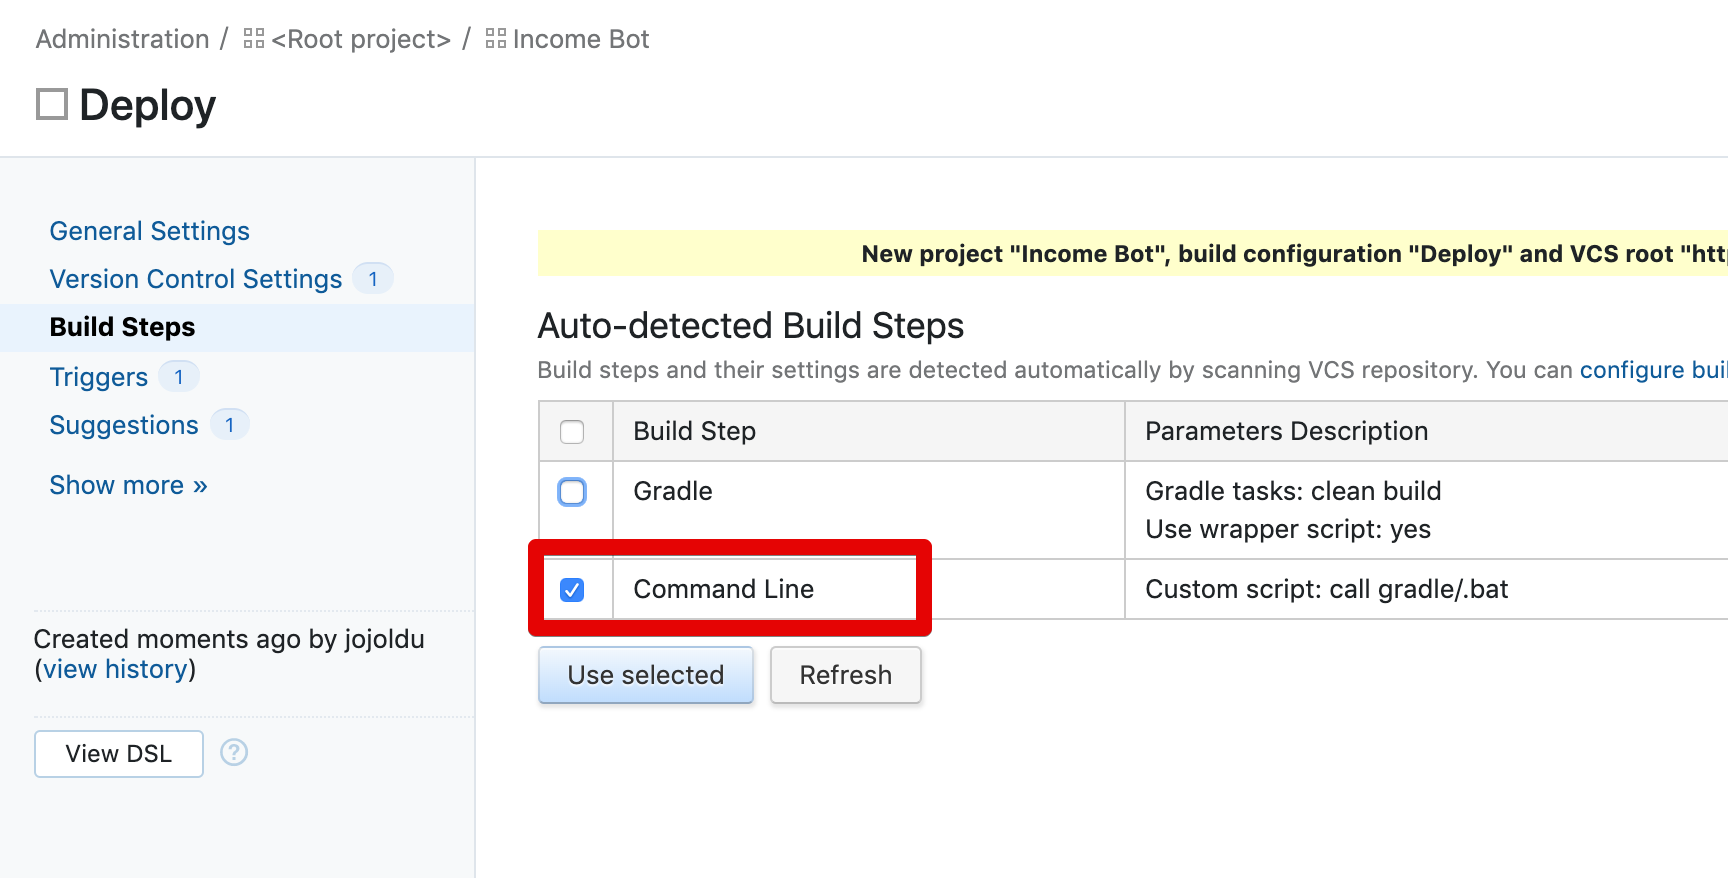 Administration / <Root project> / Income Bot
Deploy
General Settings
Version Control Settings 1
Build Steps
Triggers 1
Suggestions 1
Show more »
Created moments ago by jojoldu
(view history)
View DSL ?
New project "Income Bot", build configuration "Deploy" and VCS root "htt
Auto-detected Build Steps
Build steps and their settings are detected automatically by scanning VCS repository. You can configure buil
Build Step Parameters Description
Gradle Gradle tasks: clean build
Use wrapper script: yes
Command Line Custom script: call gradle/.bat
Use selected Refresh